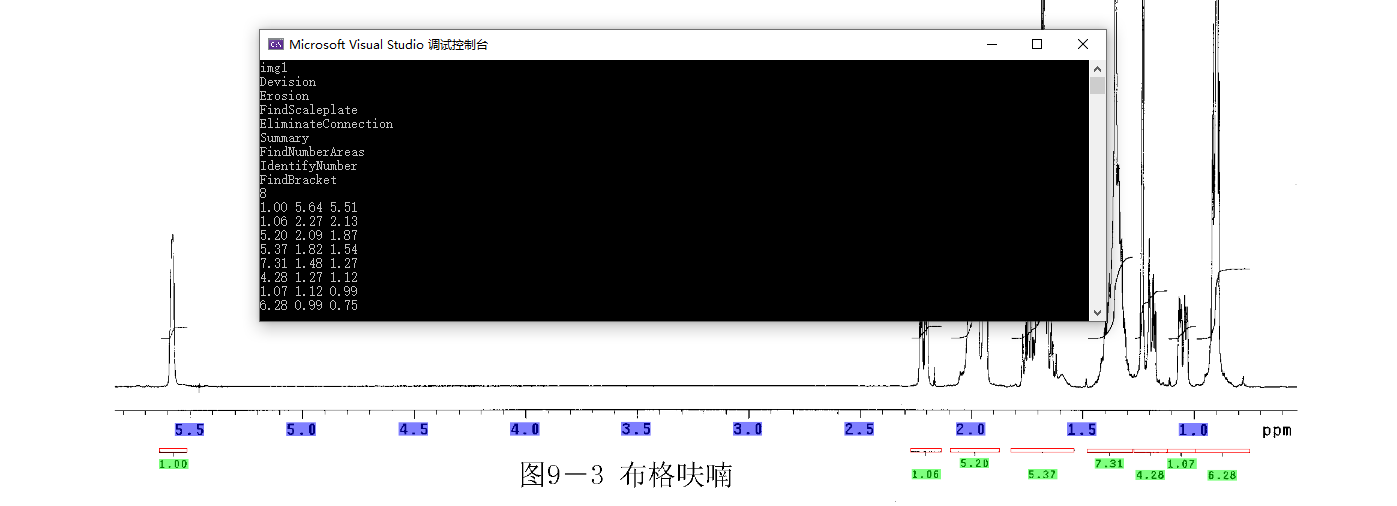 Microsoft Visual Studio 调试控制台
img1
Devision
Erosion
FindScaleplate
EliminateConnection
Summary
FindNumberAreas
IdentifyNumber
FindBracket
8
1.00 5.64 5.51
1.06 2.27 2.13
5.20 2.09 1.87
5.37 1.82 1.54
7.31 1.48 1.27
4.28 1.27 1.12
1.07 1.12 0.99
6.28 0.99 0.75
5.5 5.0 4.5 4.0 3.5 3.0 2.5 2.0 1.5 1.0 ppm
1.00 1.06 5.20 5.37 7.31 4.28 1.07 6.28
图9－3 布格呋喃